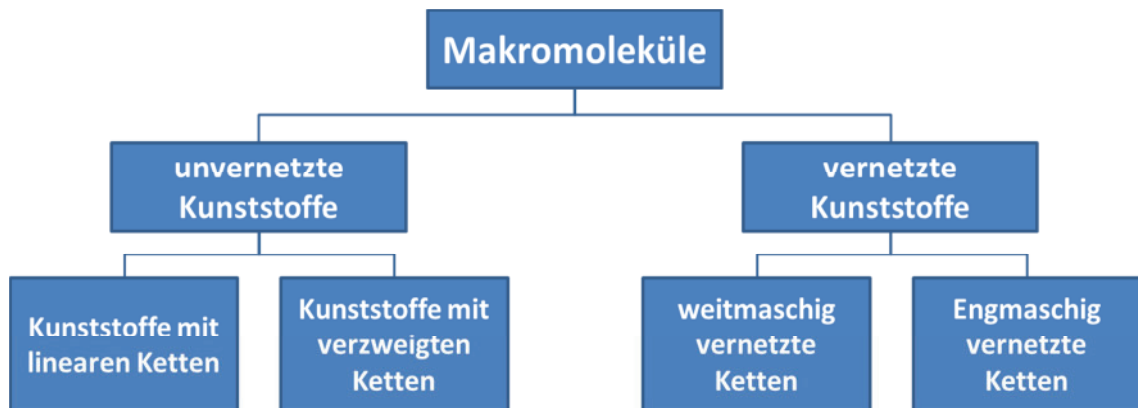 Makromoleküle
unvernetzte
Kunststoffe
vernetzte
Kunststoffe
Kunststoffe mit
linearen Ketten
Kunststoffe mit
verzweigten
Ketten
weitmaschig
vernetzte
Ketten
Engmaschig
vernetzte
Ketten